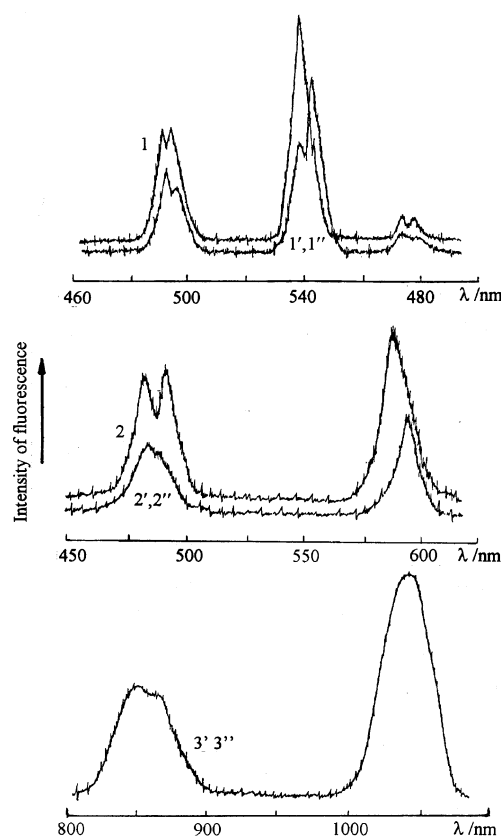 1
1',1''
460 500 540 480 λ /nm
Intensity of fluorescence
2
2',2''
450 500 550 600 λ /nm
3' 3''
800 900 1000 λ /nm